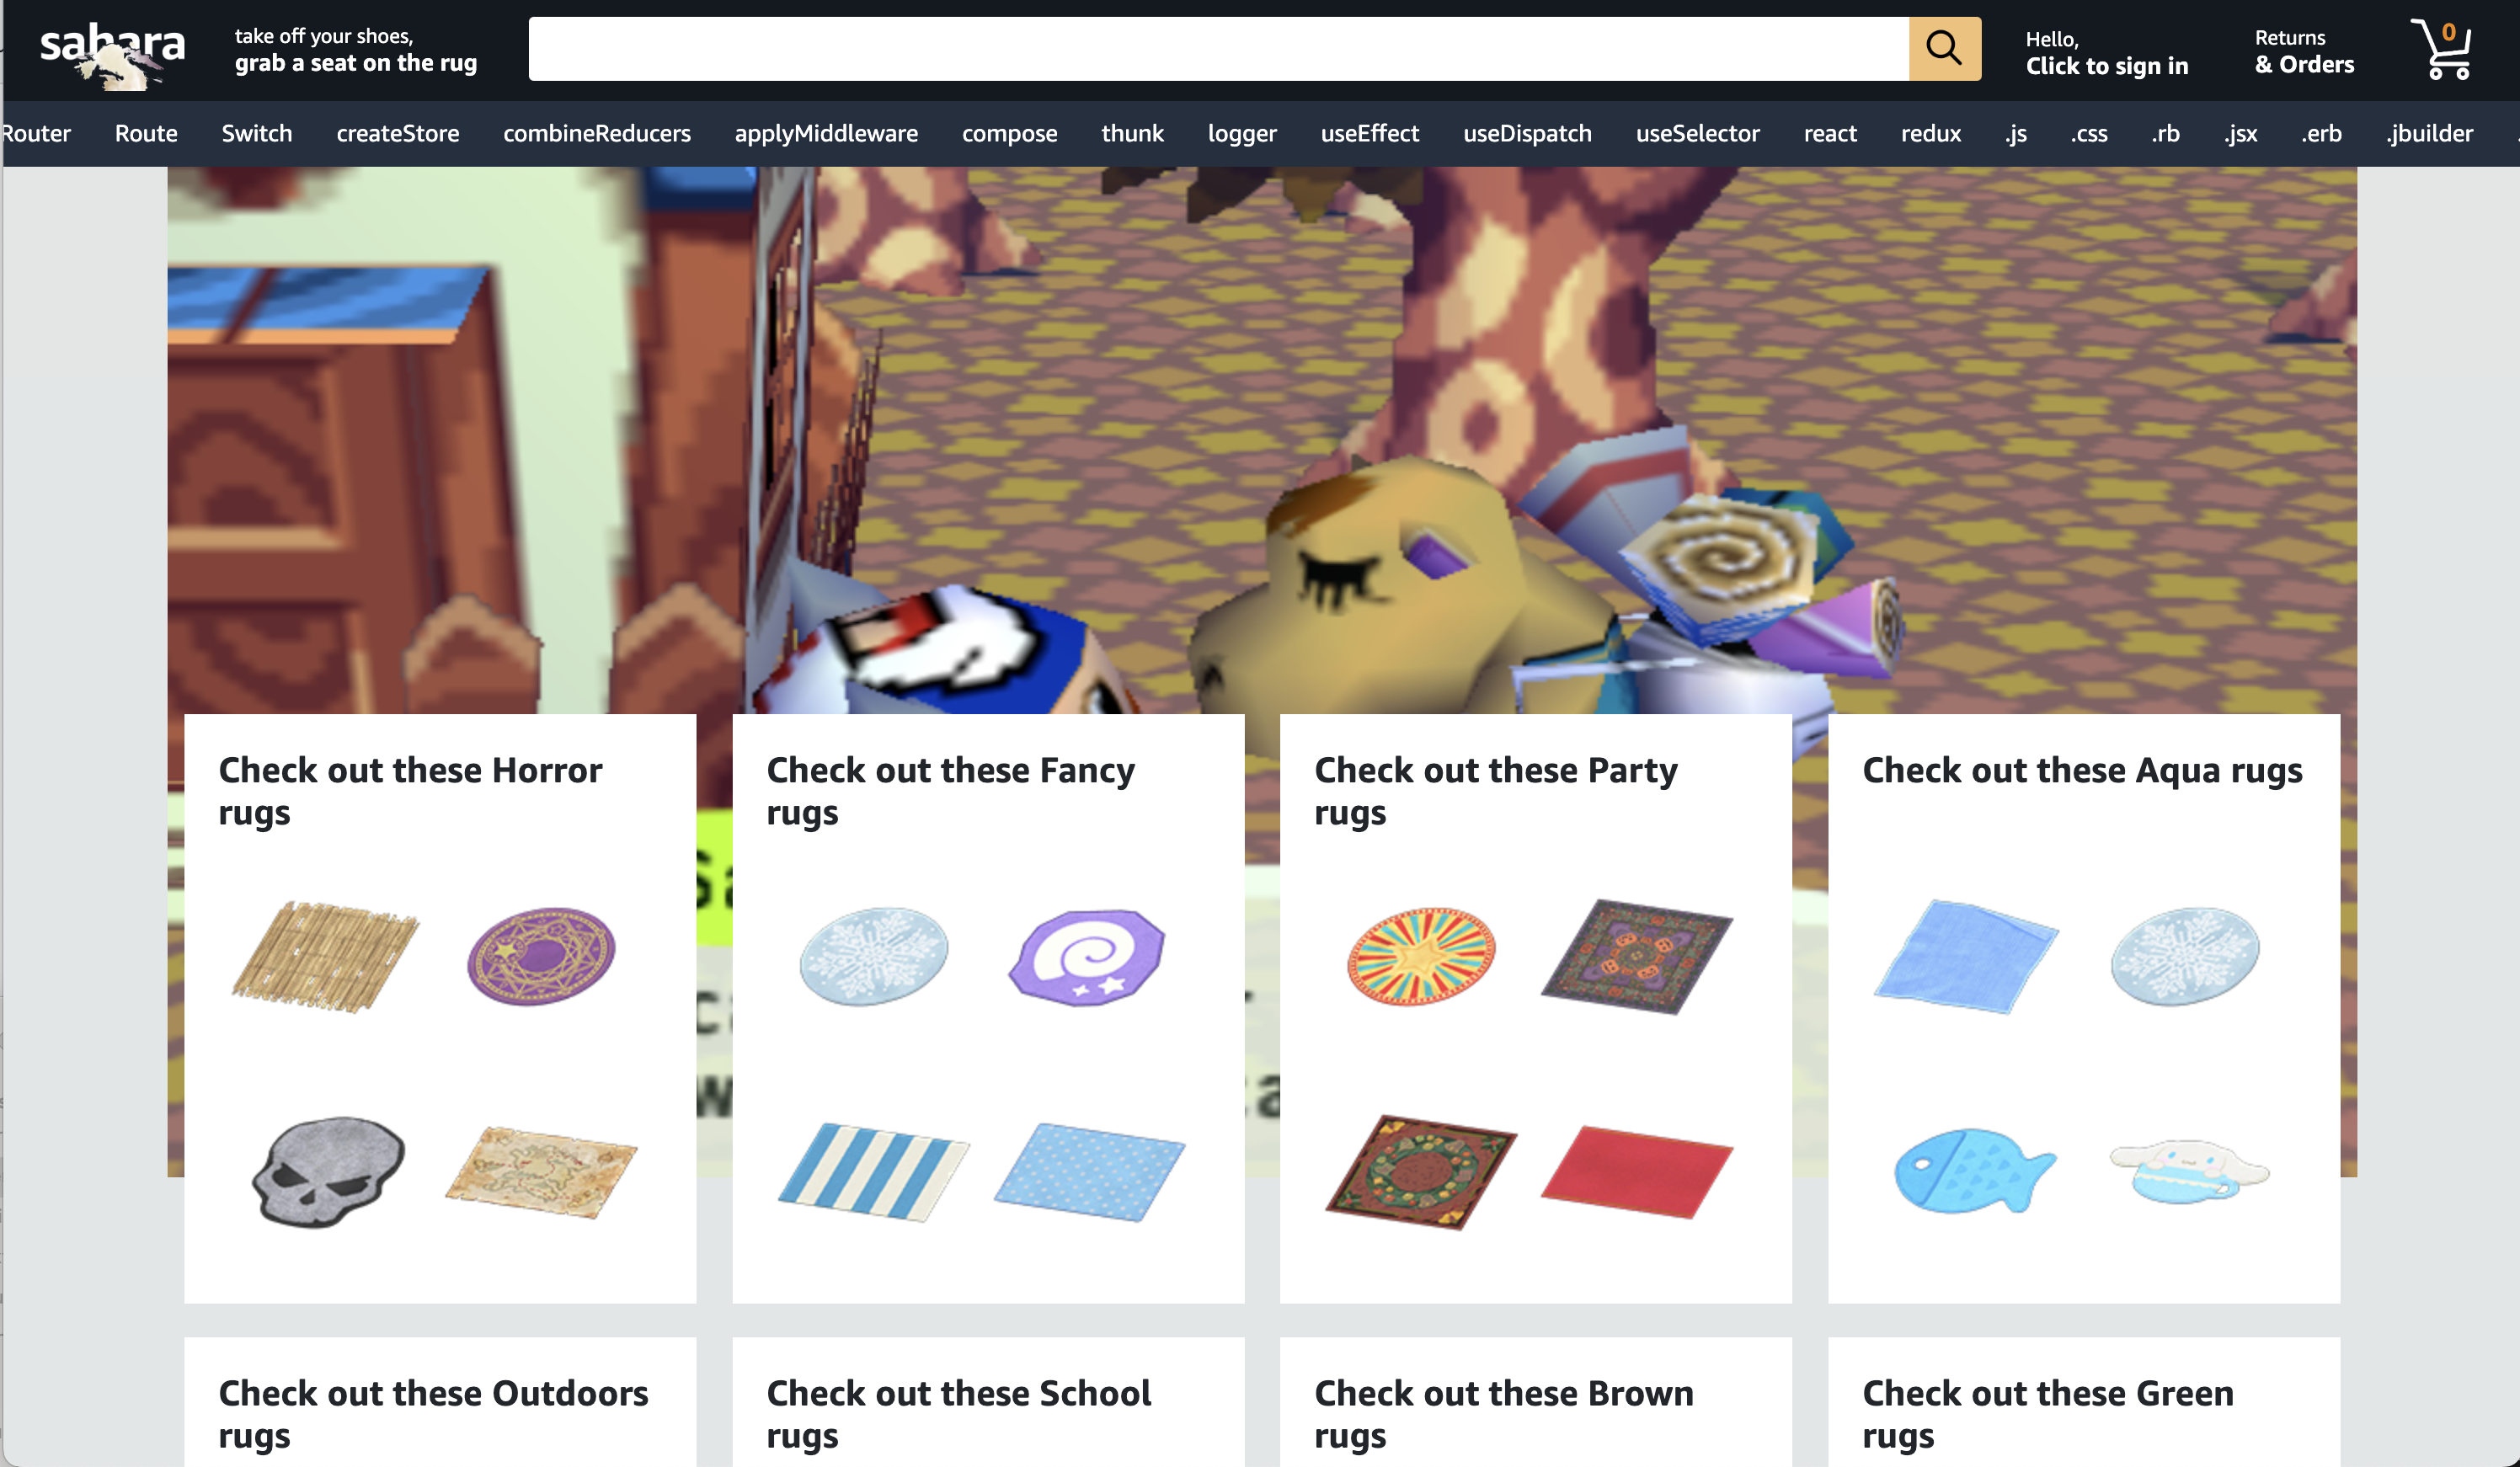 sahara
take off your shoes,
grab a seat on the rug
Hello,
Click to sign in
Returns
& Orders
0
Router Route Switch createStore combineReducers applyMiddleware compose thunk logger useEffect useDispatch useSelector react redux .js .css .rb .jsx .erb .jbuilder
Check out these Horror
rugs
Check out these Fancy
rugs
Check out these Party
rugs
Check out these Aqua rugs
Check out these Outdoors
rugs
Check out these School
rugs
Check out these Brown
rugs
Check out these Green
rugs